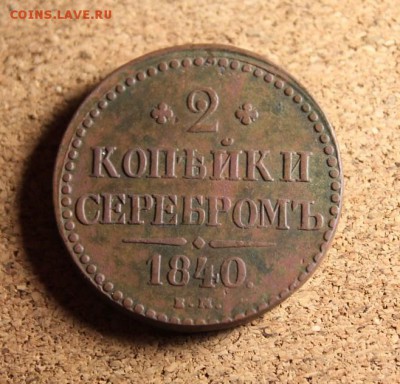 COINS.LAVE.RU
2
КОПѢЙКИ
СЕРЕБРОМЪ
1840.
Е.М.